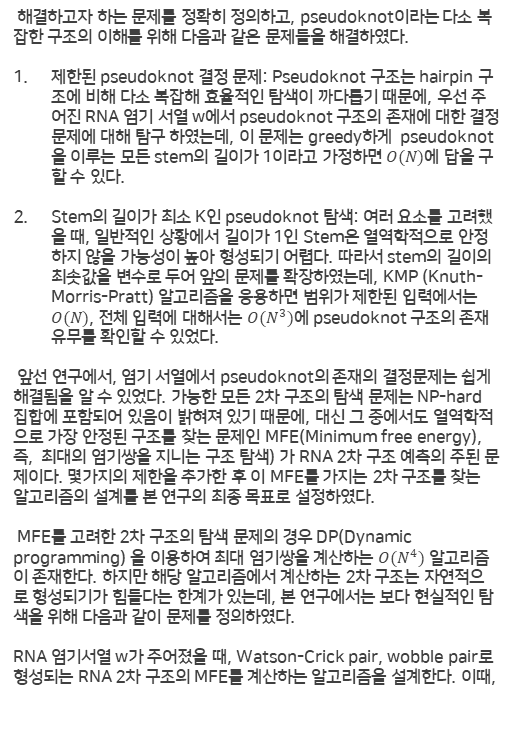 해결하고자 하는 문제를 정확히 정의하고, pseudoknot이라는 다소 복
잡한 구조의 이해를 위해 다음과 같은 문제들을 해결하였다.
1. 제한된 pseudoknot 결정 문제: Pseudoknot 구조는 hairpin 구
조에 비해 다소 복잡해 효율적인 탐색이 까다롭기 때문에, 우선 주
어진 RNA 염기 서열 w에서 pseudoknot 구조의 존재에 대한 결정
문제에 대해 탐구 하였는데, 이 문제는 greedy하게 pseudoknot
을 이루는 모든 stem의 길이가 1이라고 가정하면 O(N)에 답을 구
할 수 있다.
2. Stem의 길이가 최소 K인 pseudoknot 탐색: 여러 요소를 고려했
을 때, 일반적인 상황에서 길이가 1인 Stem은 열역학적으로 안정
하지 않을 가능성이 높아 형성되기 어렵다. 따라서 stem의 길이의
최솟값을 변수로 두어 앞의 문제를 확장하였는데, KMP (Knuth-
Morris-Pratt) 알고리즘을 응용하면 범위가 제한된 입력에서는
O(N), 전체 입력에 대해서는 O(N³)에 pseudoknot 구조의 존재
유무를 확인할 수 있었다.
앞선 연구에서, 염기 서열에서 pseudoknot의 존재의 결정문제는 쉽게
해결됨을 알 수 있었다. 가능한 모든 2차 구조의 탐색 문제는 NP-hard
집합에 포함되어 있음이 밝혀져 있기 때문에, 대신 그 중에서도 열역학적
으로 가장 안정된 구조를 찾는 문제인 MFE(Minimum free energy),
즉, 최대의 염기쌍을 지니는 구조 탐색) 가 RNA 2차 구조 예측의 주된 문
제이다. 몇가지의 제한을 추가한 후 이 MFE를 가지는 2차 구조를 찾는
알고리즘의 설계를 본 연구의 최종 목표로 설정하였다.
MFE를 고려한 2차 구조의 탐색 문제의 경우 DP(Dynamic
programming) 을 이용하여 최대 염기쌍을 계산하는 O(N⁴) 알고리즘
이 존재한다. 하지만 해당 알고리즘에서 계산하는 2차 구조는 자연적으
로 형성되기가 힘들다는 한계가 있는데, 본 연구에서는 보다 현실적인 탐
색을 위해 다음과 같이 문제를 정의하였다.
RNA 염기서열 w가 주어졌을 때, Watson-Crick pair, wobble pair로
형성되는 RNA 2차 구조의 MFE를 계산하는 알고리즘을 설계한다. 이때,